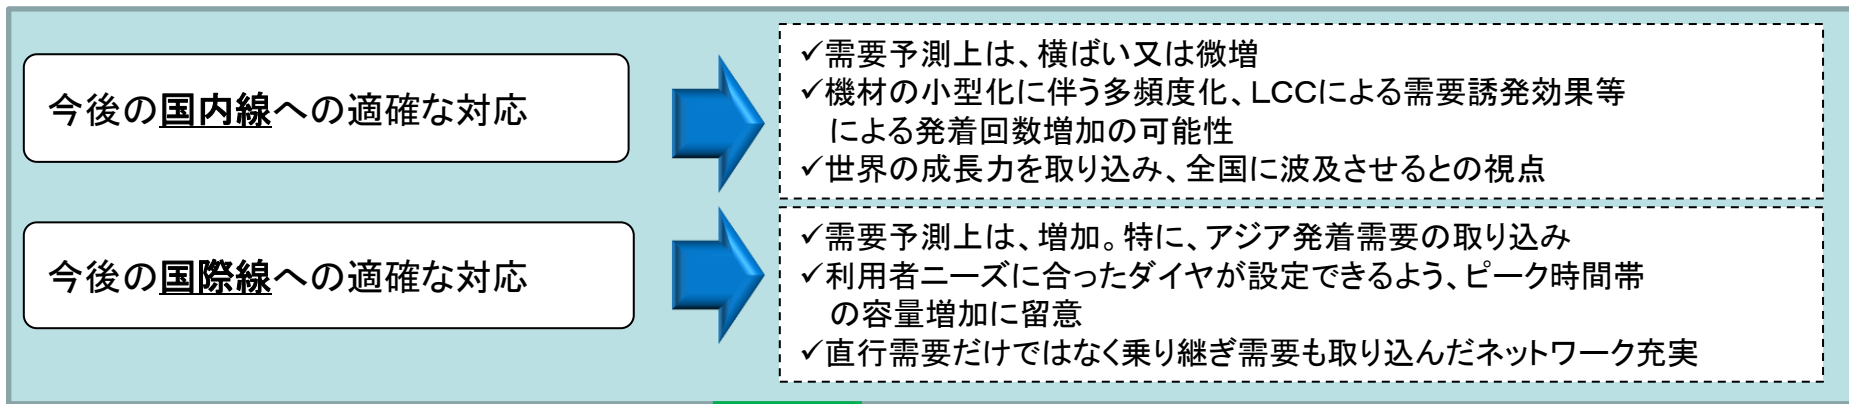 今後の国内線への適確な対応
✓需要予測上は、横ばい又は微増
✓機材の小型化に伴う多頻度化、LCCによる需要誘発効果等
による発着回数増加の可能性
✓世界の成長力を取り込み、全国に波及させるとの視点
今後の国際線への適確な対応
✓需要予測上は、増加。特に、アジア発着需要の取り込み
✓利用者ニーズに合ったダイヤが設定できるよう、ピーク時間帯
の容量増加に留意
✓直行需要だけではなく乗り継ぎ需要も取り込んだネットワーク充実